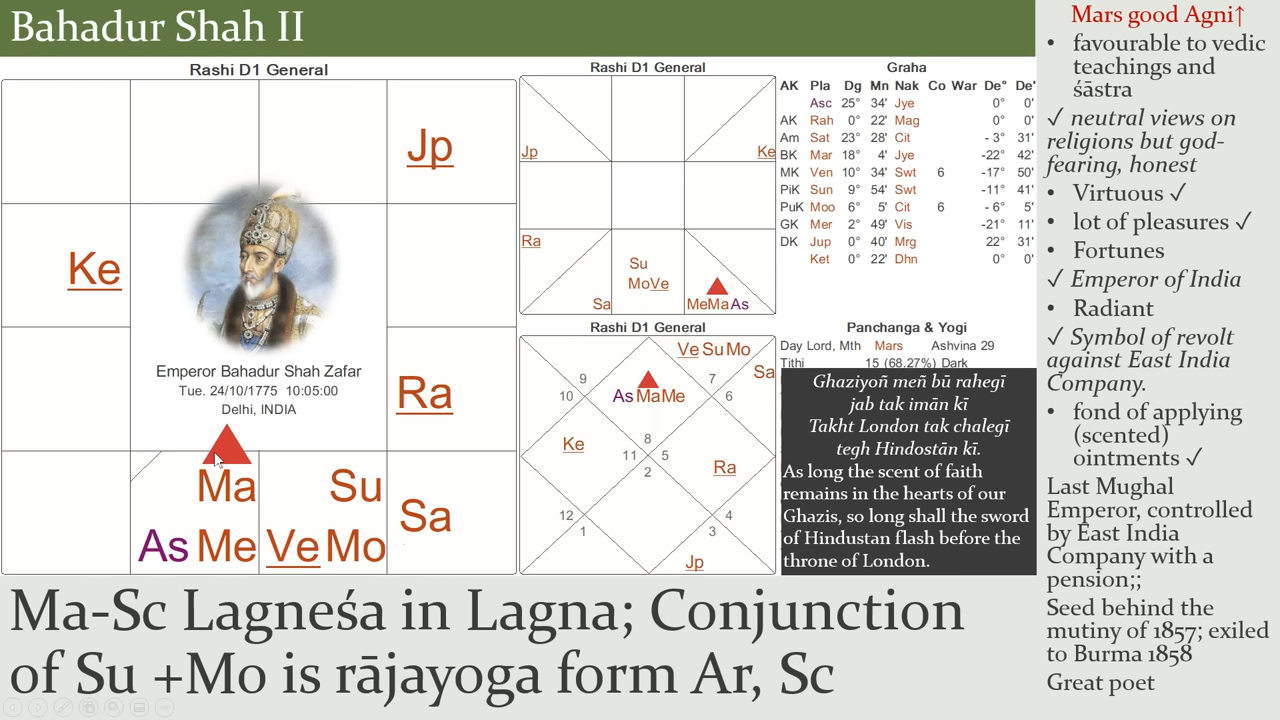 Bahadur Shah II
Rashi D1 General
Jp
Ke
Ra
Emperor Bahadur Shah Zafar
Tue. 24/10/1775 10:05:00
Delhi, INDIA
Ma
Su
Sa
As Me
Ve Mo
Rashi D1 General
Jp
Ke
Ra
Su
MoVe
Sa
MeMaAs
Rashi D1 General
Ve Su Mo
Sa
9
7
10
As Ma Me
6
8
Ke
11
5
Ra
2
12
4
1
3
Jp
Graha
AK Pla Dg Mn Nak Co War De° De'
Asc 25° 34' Jye 0° 0'
AK Rah 0° 22' Mag 0° 0'
Am Sat 23° 28' Cit - 3° 31'
BK Mar 18° 4' Jye -22° 42'
MK Ven 10° 34' Swt 6 -17° 50'
PiK Sun 9° 54' Swt -11° 41'
PuK Moo 6° 5' Cit 6 - 6° 5'
GK Mer 2° 49' Vis -21° 11'
DK Jup 0° 40' Mrg 22° 31'
Ket 0° 22' Dhn 0° 0'
Panchanga & Yogi
Day Lord, Mth Mars Ashvina 29
Tithi 15 (68.27%) Dark
Ghaziyoñ meñ bū rahegī
jab tak imān kī
Takht London tak chalegī
tegh Hindostān kī.
As long the scent of faith
remains in the hearts of our
Ghazis, so long shall the sword
of Hindustan flash before the
throne of London.
Mars good Agni↑
• favourable to vedic
teachings and
śāstra
✓ neutral views on
religions but god-
fearing, honest
• Virtuous ✓
• lot of pleasures ✓
• Fortunes
✓ Emperor of India
• Radiant
✓ Symbol of revolt
against East India
Company.
• fond of applying
(scented)
ointments ✓
Last Mughal
Emperor, controlled
by East India
Company with a
pension;;
Seed behind the
mutiny of 1857; exiled
to Burma 1858
Great poet
Ma-Sc Lagneśa in Lagna; Conjunction
of Su +Mo is rājayoga form Ar, Sc